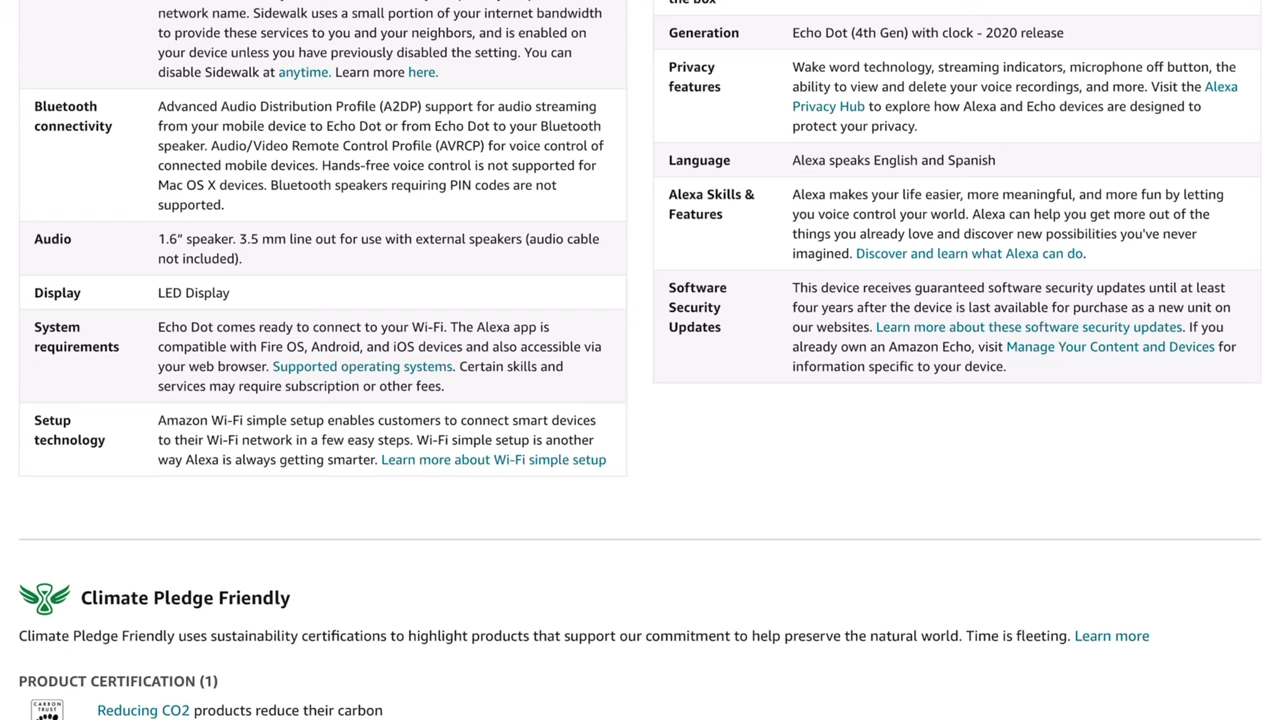 network name. Sidewalk uses a small portion of your internet bandwidth
to provide these services to you and your neighbors, and is enabled on
your device unless you have previously disabled the setting. You can
disable Sidewalk at anytime. Learn more here.
Bluetooth
connectivity
Advanced Audio Distribution Profile (A2DP) support for audio streaming
from your mobile device to Echo Dot or from Echo Dot to your Bluetooth
speaker. Audio/Video Remote Control Profile (AVRCP) for voice control of
connected mobile devices. Hands-free voice control is not supported for
Mac OS X devices. Bluetooth speakers requiring PIN codes are not
supported.
Audio
1.6” speaker. 3.5 mm line out for use with external speakers (audio cable
not included).
Display
LED Display
System
requirements
Echo Dot comes ready to connect to your Wi-Fi. The Alexa app is
compatible with Fire OS, Android, and iOS devices and also accessible via
your web browser. Supported operating systems. Certain skills and
services may require subscription or other fees.
Setup
technology
Amazon Wi-Fi simple setup enables customers to connect smart devices
to their Wi-Fi network in a few easy steps. Wi-Fi simple setup is another
way Alexa is always getting smarter. Learn more about Wi-Fi simple setup
the box
Generation
Echo Dot (4th Gen) with clock - 2020 release
Privacy
features
Wake word technology, streaming indicators, microphone off button, the
ability to view and delete your voice recordings, and more. Visit the Alexa
Privacy Hub to explore how Alexa and Echo devices are designed to
protect your privacy.
Language
Alexa speaks English and Spanish
Alexa Skills &
Features
Alexa makes your life easier, more meaningful, and more fun by letting
you voice control your world. Alexa can help you get more out of the
things you already love and discover new possibilities you've never
imagined. Discover and learn what Alexa can do.
Software
Security
Updates
This device receives guaranteed software security updates until at least
four years after the device is last available for purchase as a new unit on
our websites. Learn more about these software security updates. If you
already own an Amazon Echo, visit Manage Your Content and Devices for
information specific to your device.
Climate Pledge Friendly
Climate Pledge Friendly uses sustainability certifications to highlight products that support our commitment to help preserve the natural world. Time is fleeting. Learn more
PRODUCT CERTIFICATION (1)
CARBON
TRUST
Reducing CO2 products reduce their carbon